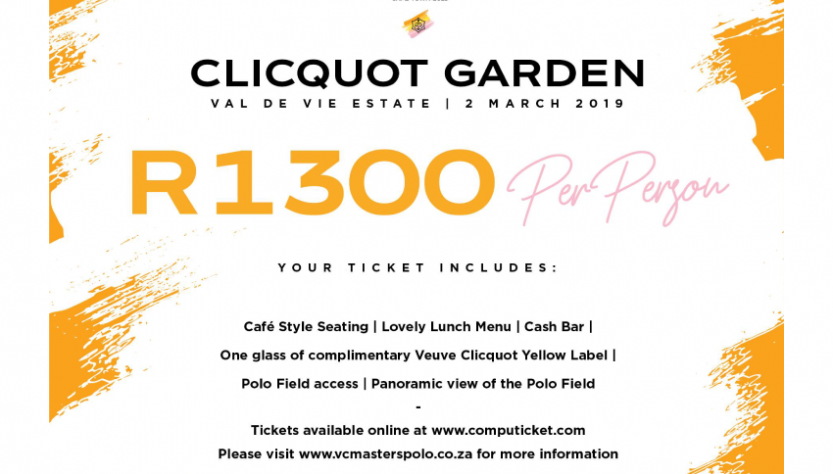 CLICQUOT GARDEN
VAL DE VIE ESTATE | 2 MARCH 2019
R1300 Per Person
YOUR TICKET INCLUDES:
Café Style Seating | Lovely Lunch Menu | Cash Bar |
One glass of complimentary Veuve Clicquot Yellow Label |
Polo Field access | Panoramic view of the Polo Field
-
Tickets available online at www.computicket.com
Please visit www.vcmasterspolo.co.za for more information